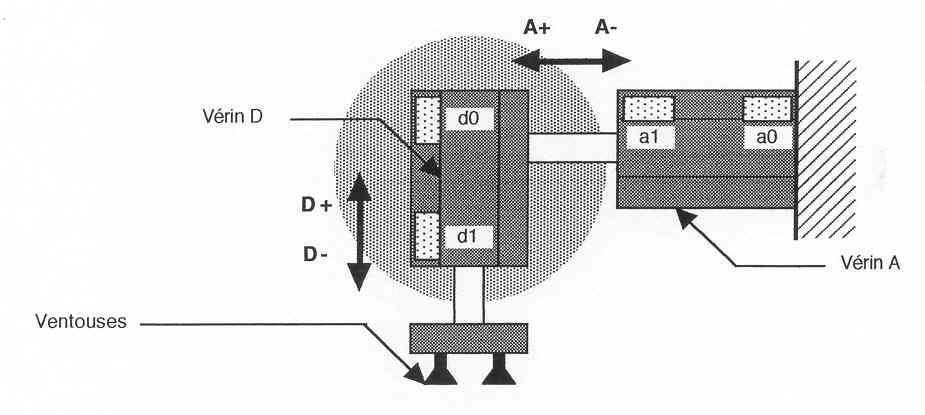 A+ A-
Vérin D
d0
a1 a0
D+
d1
D-
Vérin A
Ventouses